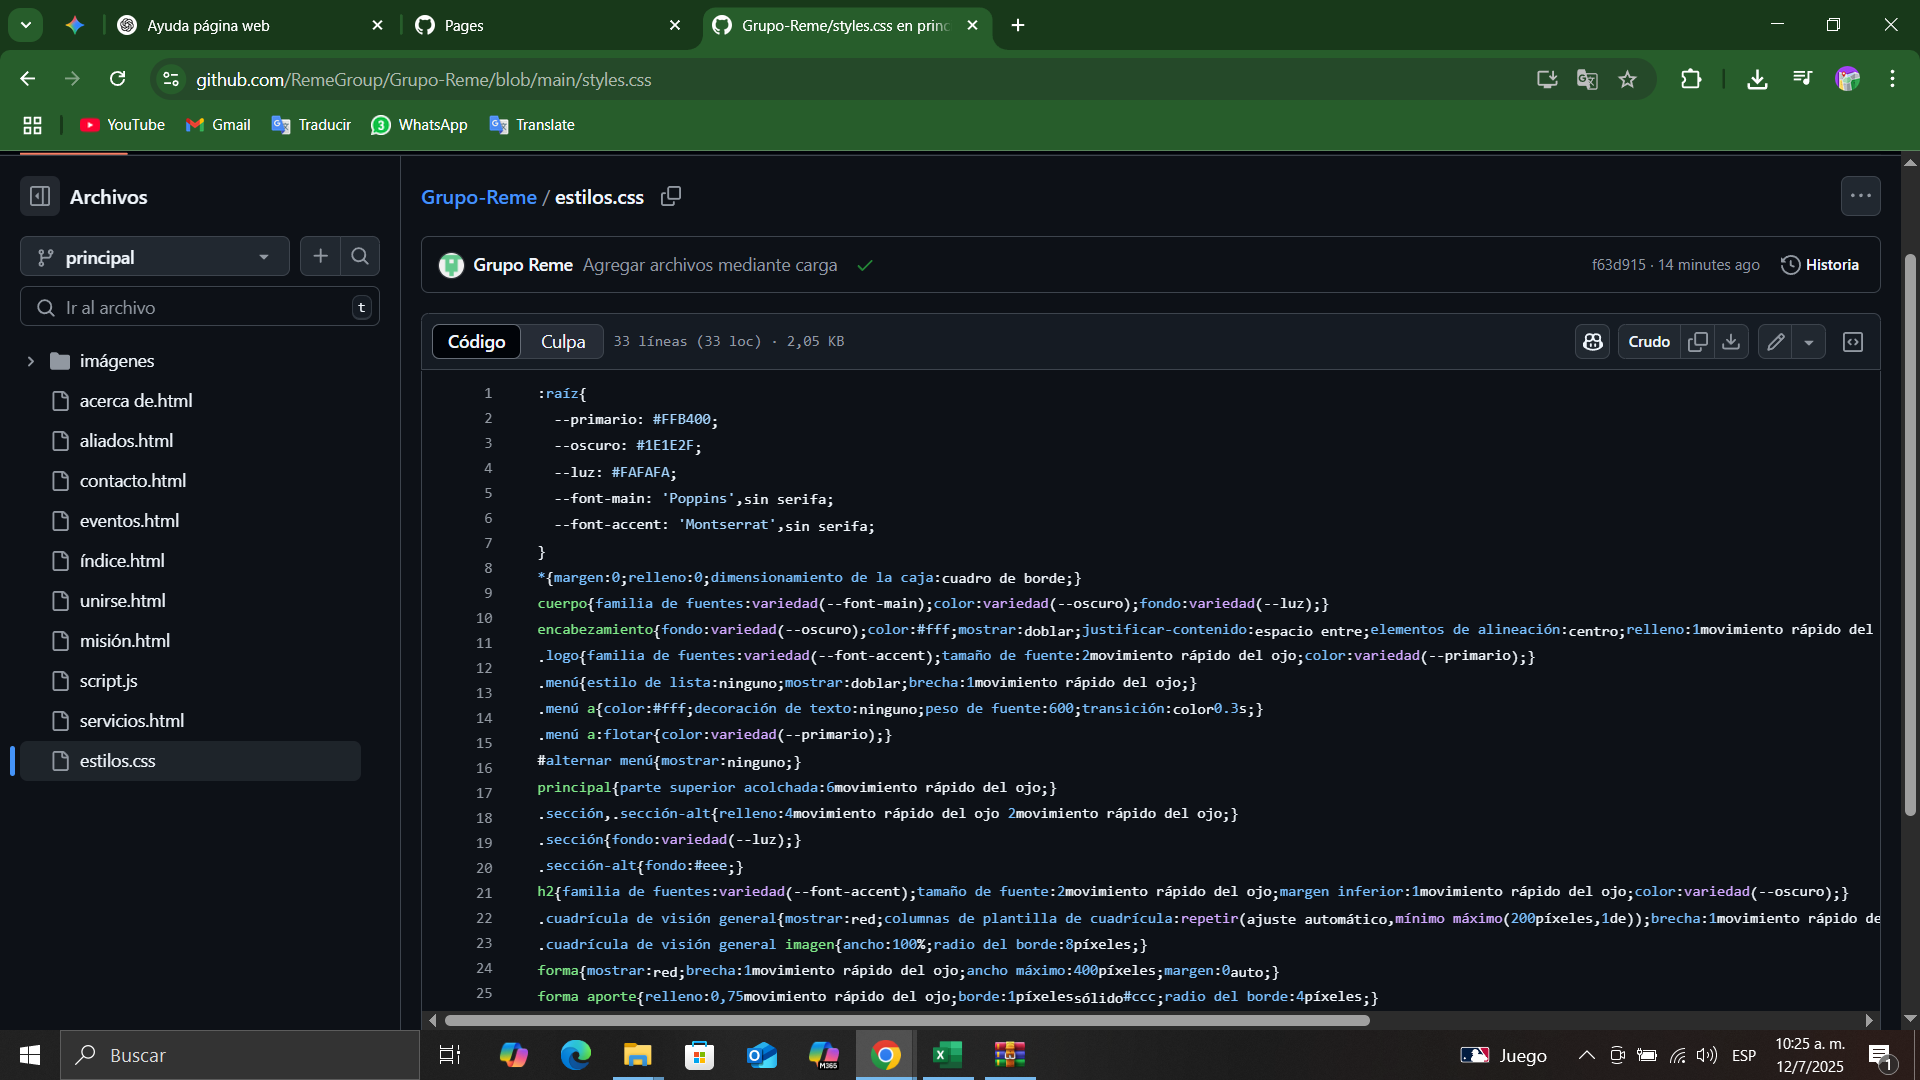 Ayuda página web
Pages
Grupo-Reme/styles.css en princ
github.com/RemeGroup/Grupo-Reme/blob/main/styles.css
YouTube
Gmail
Traducir
3
WhatsApp
Translate
Archivos
principal
Ir al archivo
t
imágenes
acerca de.html
aliados.html
contacto.html
eventos.html
índice.html
unirse.html
misión.html
script.js
servicios.html
estilos.css
Grupo-Reme / estilos.css
Grupo Reme Agregar archivos mediante carga
f63d915 · 14 minutes ago
Historia
Código
Culpa
33 líneas (33 loc) · 2,05 KB
Crudo
1 :raíz{
2 --primario: #FFB400;
3 --oscuro: #1E1E2F;
4 --luz: #FAFAFA;
5 --font-main: 'Poppins',sin serifa;
6 --font-accent: 'Montserrat',sin serifa;
7 }
8 *{margen:0;relleno:0;dimensionamiento de la caja:cuadro de borde;}
9 cuerpo{familia de fuentes:variedad(--font-main);color:variedad(--oscuro);fondo:variedad(--luz);}
10 encabezamiento{fondo:variedad(--oscuro);color:#fff;mostrar:doblar;justificar-contenido:espacio entre;elementos de alineación:centro;relleno:1movimiento rápido del
11 .logo{familia de fuentes:variedad(--font-accent);tamaño de fuente:2movimiento rápido del ojo;color:variedad(--primario);}
12 .menú{estilo de lista:ninguno;mostrar:doblar;brecha:1movimiento rápido del ojo;}
13 .menú a{color:#fff;decoración de texto:ninguno;peso de fuente:600;transición:color0.3s;}
14 .menú a:flotar{color:variedad(--primario);}
15 #alternar menú{mostrar:ninguno;}
16 principal{parte superior acolchada:6movimiento rápido del ojo;}
17 .sección,.sección-alt{relleno:4movimiento rápido del ojo 2movimiento rápido del ojo;}
18 .sección{fondo:variedad(--luz);}
19 .sección-alt{fondo:#eee;}
20 h2{familia de fuentes:variedad(--font-accent);tamaño de fuente:2movimiento rápido del ojo;margen inferior:1movimiento rápido del ojo;color:variedad(--oscuro);}
21 .cuadrícula de visión general{mostrar:red;columnas de plantilla de cuadrícula:repetir(ajuste automático,mínimo máximo(200píxeles,1de));brecha:1movimiento rápido de
22 .cuadrícula de visión general imagen{ancho:100%;radio del borde:8píxeles;}
23 forma{mostrar:red;brecha:1movimiento rápido del ojo;ancho máximo:400píxeles;margen:0auto;}
24 forma aporte{relleno:0,75movimiento rápido del ojo;borde:1píxelessólido#ccc;radio del borde:4píxeles;}
25
Buscar
M365
Juego
ESP
10:25 a. m.
12/7/2025
1